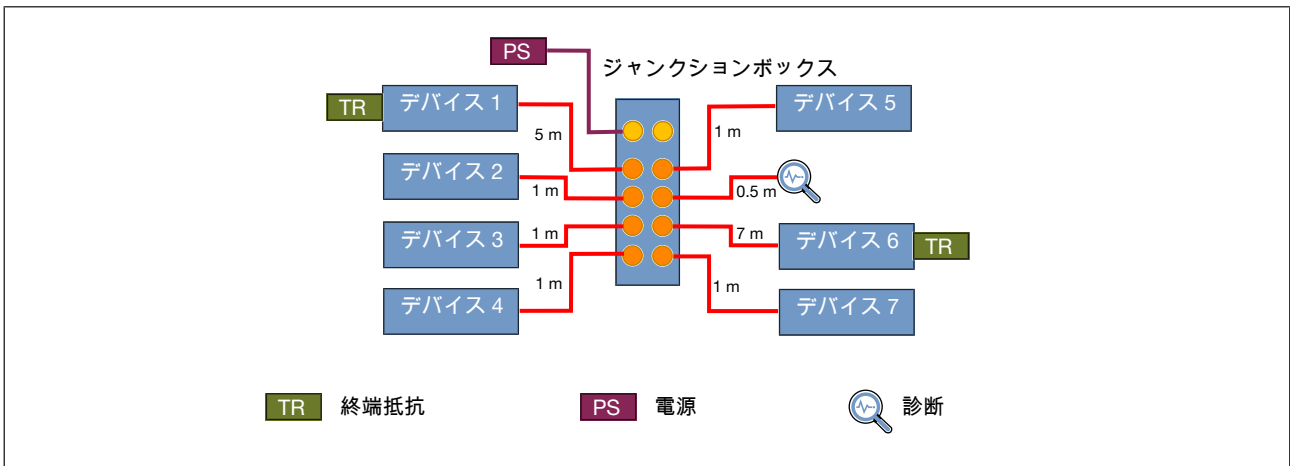 PS
ジャンクションボックス
TR
デバイス 1
デバイス 5
5 m
1 m
デバイス 2
1 m
0.5 m
デバイス 3
1 m
7 m
デバイス 6
TR
デバイス 4
1 m
1 m
デバイス 7
TR 終端抵抗
PS 電源
診断